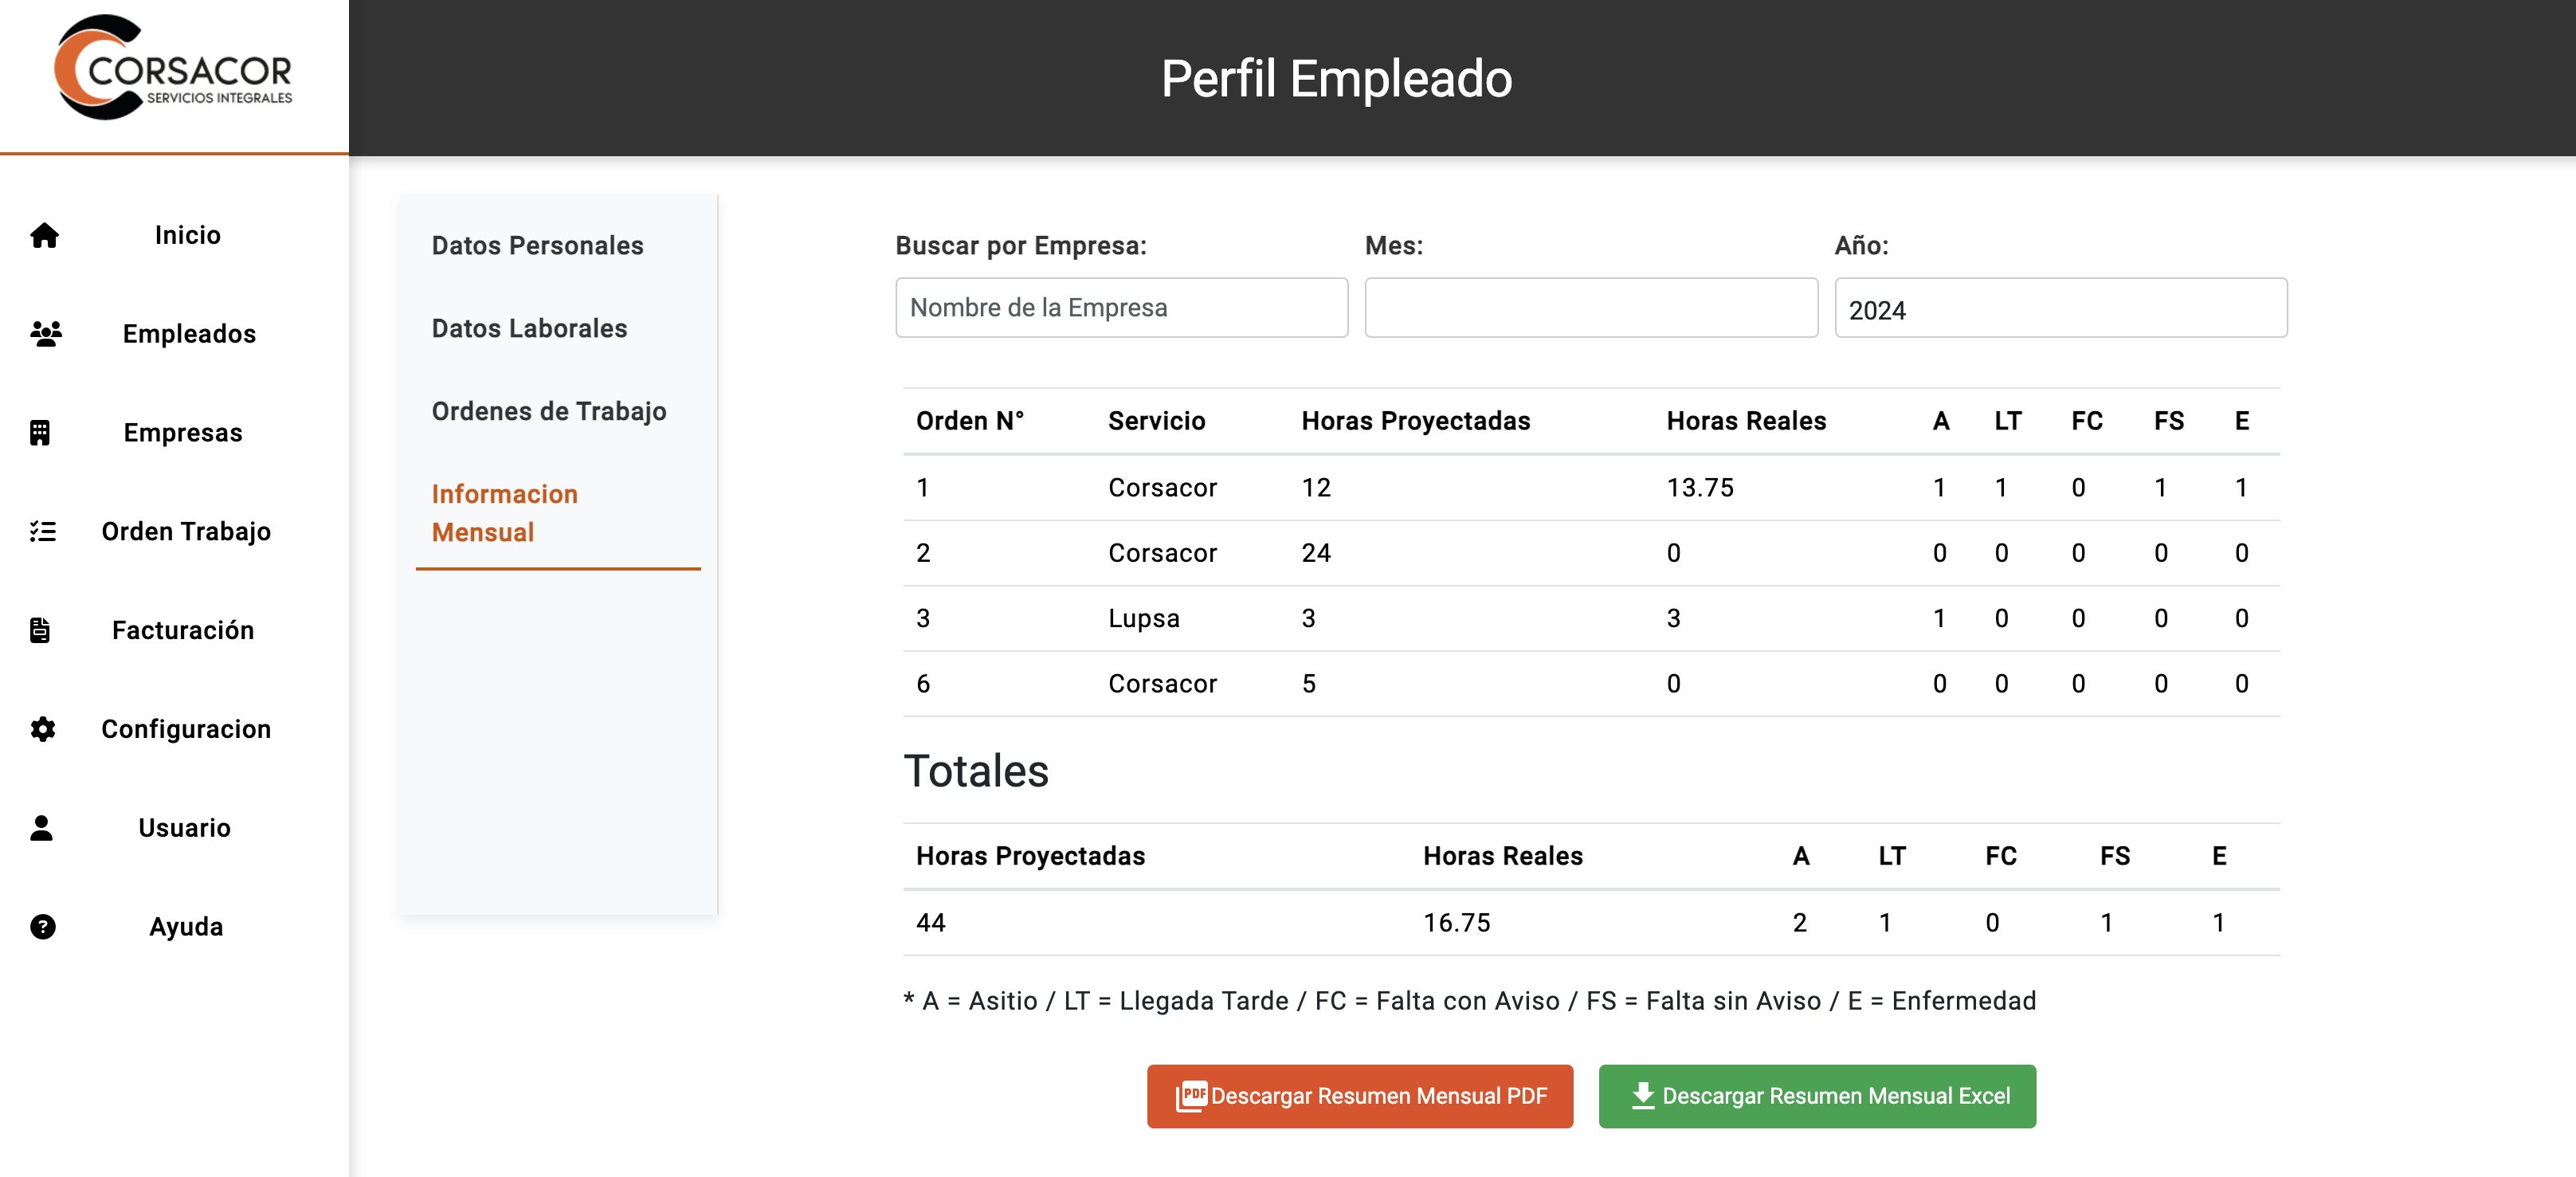 CORSACOR
SERVICIOS INTEGRALES
Perfil Empleado
Inicio
Empleados
Empresas
Orden Trabajo
Facturación
Configuracion
Usuario
Ayuda
Datos Personales
Datos Laborales
Ordenes de Trabajo
Informacion
Mensual
Buscar por Empresa: Mes: Año:
Nombre de la Empresa 2024
Orden N° Servicio Horas Proyectadas Horas Reales A LT FC FS E
1 Corsacor 12 13.75 1 1 0 1 1
2 Corsacor 24 0 0 0 0 0 0
3 Lupsa 3 3 1 0 0 0 0
6 Corsacor 5 0 0 0 0 0 0
Totales
Horas Proyectadas Horas Reales A LT FC FS E
44 16.75 2 1 0 1 1
* A = Asitio / LT = Llegada Tarde / FC = Falta con Aviso / FS = Falta sin Aviso / E = Enfermedad
PDF Descargar Resumen Mensual PDF
Descargar Resumen Mensual Excel